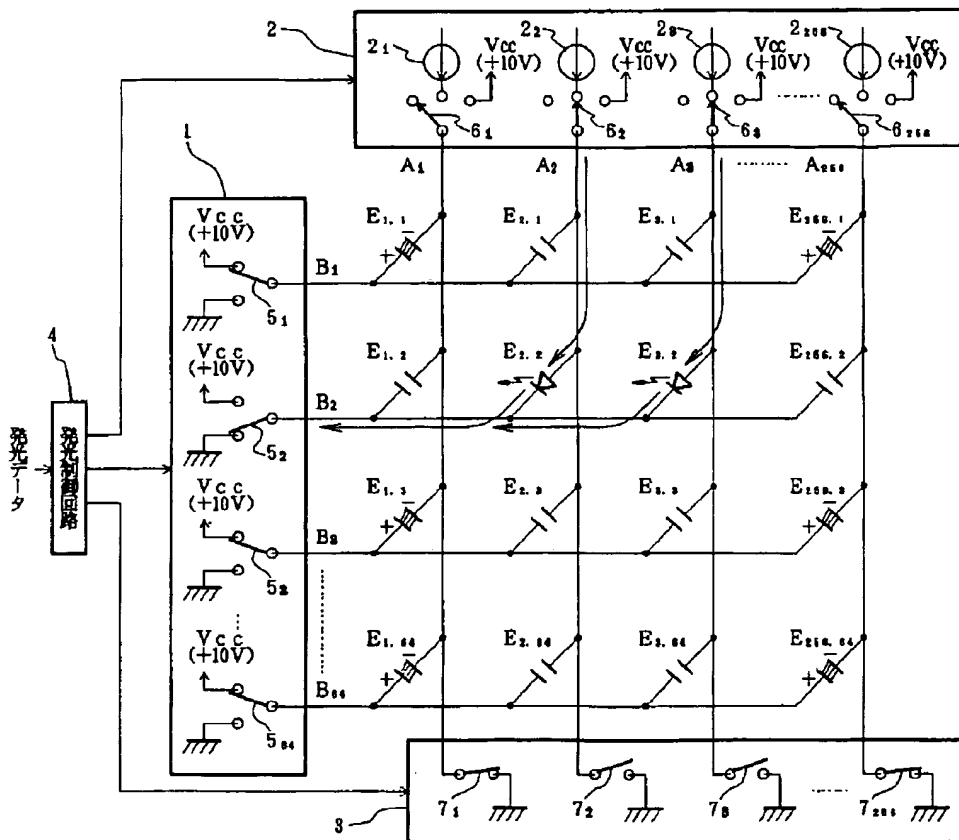 2
2₁
2₂
2₃
2₂₅₆
Vcc
(+10V)
Vcc
(+10V)
Vcc
(+10V)
Vcc
(+10V)
6₁
6₂
6₃
6₂₅₆
A₁
A₂
A₃
A₂₅₆
1
Vcc
(+10V)
5₁
B₁
E₁.₁
E₂.₁
E₃.₁
E₂₅₆.₁
+
−
+
−
4
発光データ
発光制御回路
Vcc
(+10V)
5₂
B₂
E₁.₂
E₂.₂
E₃.₂
E₂₅₆.₂
Vcc
(+10V)
5₂
B₃
E₁.₃
E₂.₃
E₃.₃
E₂₅₆.₂
+
−
+
−
Vcc
(+10V)
5₆₄
B₆₄
E₁.₆₄
E₂.₆₄
E₃.₆₄
E₂₅₆.₆₄
+
−
+
−
3
7₁
7₂
7₃
7₂₅₆